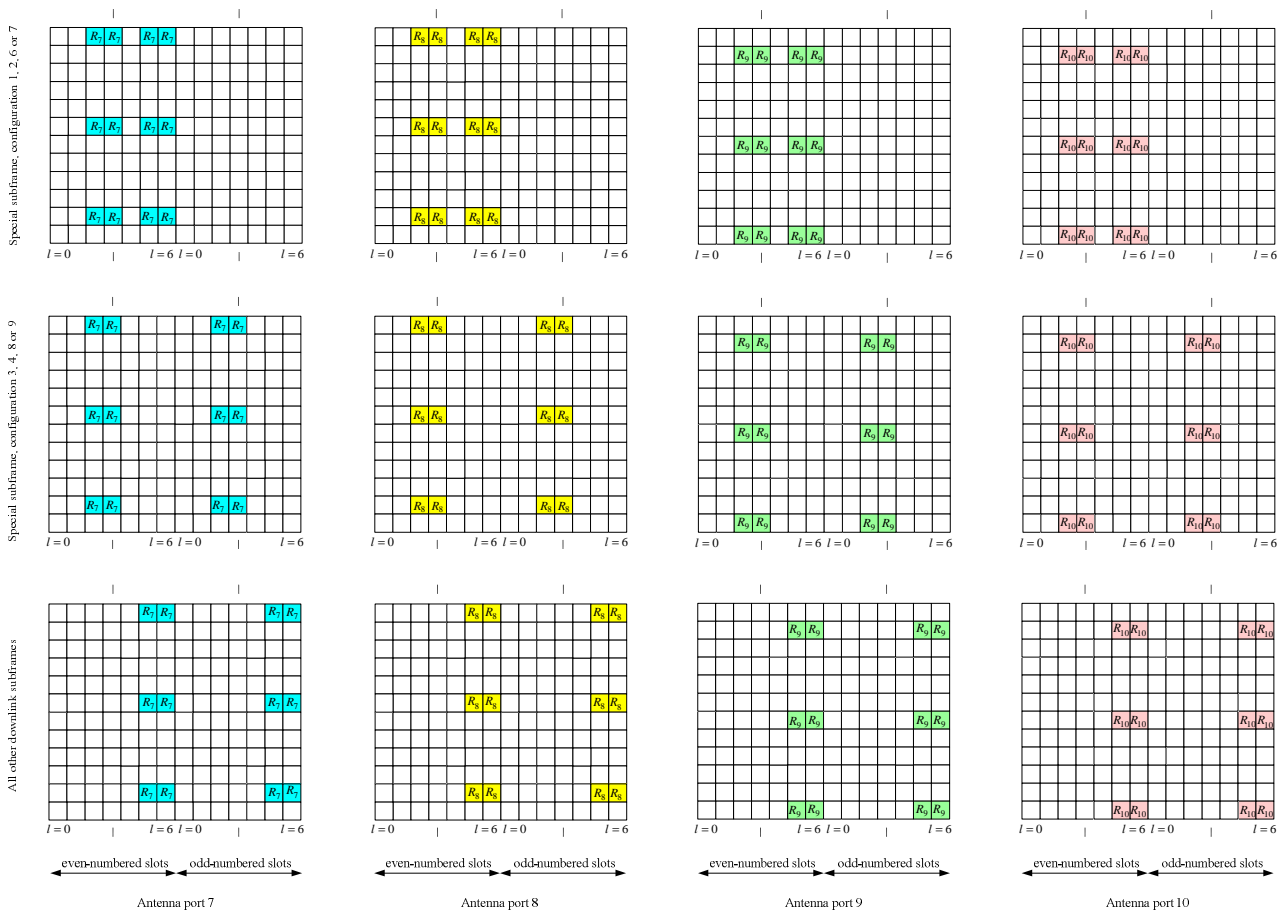 Special subframe, configuration 1, 2, 6 or 7
R7 R7 R7 R7 R8 R8 R8 R8
R9 R9 R9 R9 R10 R10 R10 R10
R7 R7 R7 R7 R8 R8 R8 R8
R9 R9 R9 R9 R10 R10 R10 R10
R7 R7 R7 R7 R8 R8 R8 R8
R9 R9 R9 R9 R10 R10 R10 R10
l = 0 l = 6 l = 0 l = 6 l = 0 l = 6 l = 0 l = 6 l = 0 l = 6 l = 0 l = 6 l = 0 l = 6 l = 0 l = 6
Special subframe, configuration 3, 4, 8 or 9
R7 R7 R7 R7 R8 R8 R8 R8
R9 R9 R9 R9 R10 R10 R10 R10
R7 R7 R7 R7 R8 R8 R8 R8
R9 R9 R9 R9 R10 R10 R10 R10
R7 R7 R7 R7 R8 R8 R8 R8
R9 R9 R9 R9 R10 R10 R10 R10
l = 0 l = 6 l = 0 l = 6 l = 0 l = 6 l = 0 l = 6 l = 0 l = 6 l = 0 l = 6 l = 0 l = 6 l = 0 l = 6
All other downlink subframes
R7 R7 R7 R7 R8 R8 R8 R8
R9 R9 R9 R9 R10 R10 R10 R10
R7 R7 R7 R7 R8 R8 R8 R8
R9 R9 R9 R9 R10 R10 R10 R10
R7 R7 R7 R7 R8 R8 R8 R8
R9 R9 R9 R9 R10 R10 R10 R10
l = 0 l = 6 l = 0 l = 6 l = 0 l = 6 l = 0 l = 6 l = 0 l = 6 l = 0 l = 6 l = 0 l = 6 l = 0 l = 6
even-numbered slots odd-numbered slots even-numbered slots odd-numbered slots even-numbered slots odd-numbered slots even-numbered slots odd-numbered slots
Antenna port 7 Antenna port 8 Antenna port 9 Antenna port 10